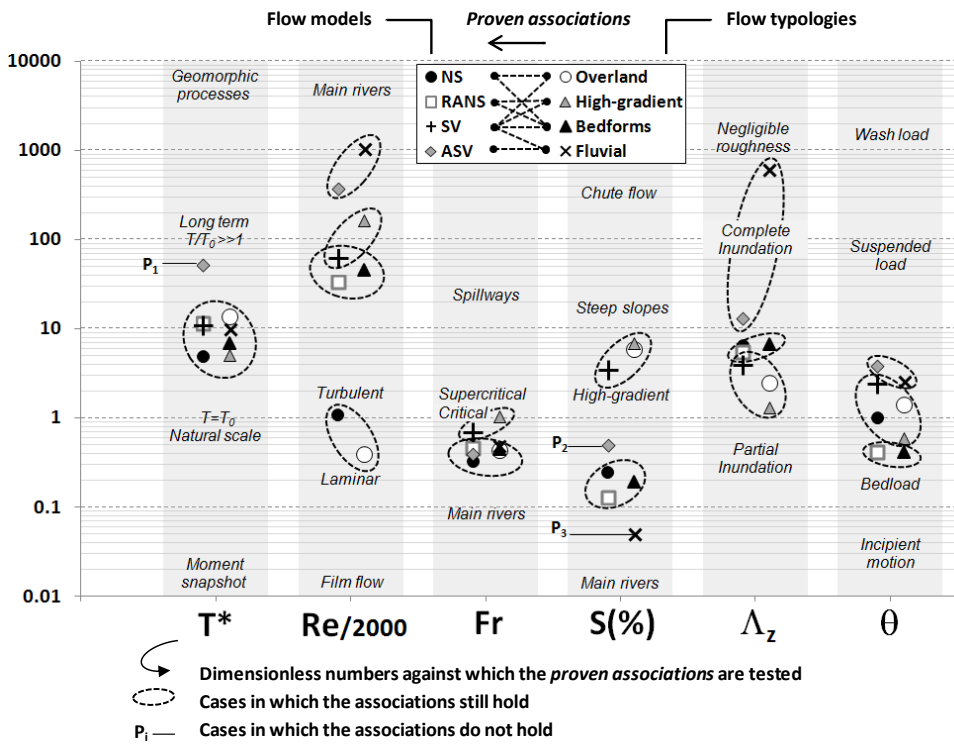 Flow models
Proven associations
Flow typologies
10000
1000
100
10
1
0.1
0.01
NS
RANS
SV
ASV
Overland
High-gradient
Bedforms
Fluvial
Geomorphic
processes
Long term
T/T₀ >>1
P₁
T=T₀
Natural scale
Moment
snapshot
Main rivers
Turbulent
Laminar
Film flow
Spillways
Supercritical
Critical
Main rivers
Chute flow
Steep slopes
High-gradient
P₂
P₃
Main rivers
Negligible
roughness
Complete
Inundation
Partial
Inundation
Wash load
Suspended
load
Bedload
Incipient
motion
T*
Re/2000
Fr
S(%)
Λz
θ
Dimensionless numbers against which the proven associations are tested
Cases in which the associations still hold
Pᵢ Cases in which the associations do not hold